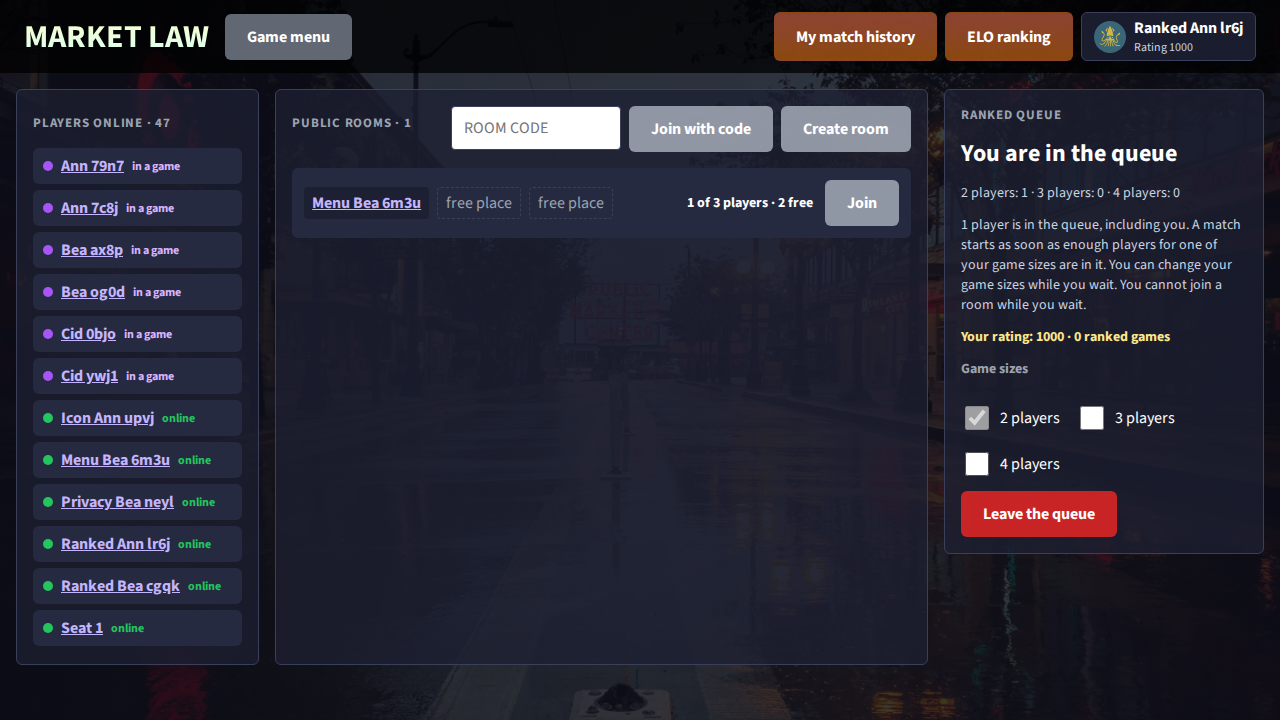 MARKET LAW
Game menu
My match history
ELO ranking
Ranked Ann lr6j
Rating 1000
PLAYERS ONLINE · 47
Ann 79n7 in a game
Ann 7c8j in a game
Bea ax8p in a game
Bea og0d in a game
Cid 0bjo in a game
Cid ywj1 in a game
Icon Ann upvj online
Menu Bea 6m3u online
Privacy Bea neyl online
Ranked Ann lr6j online
Ranked Bea cgqk online
Seat 1 online
PUBLIC ROOMS · 1
ROOM CODE
Join with code
Create room
Menu Bea 6m3u
free place
free place
1 of 3 players · 2 free
Join
RANKED QUEUE
You are in the queue
2 players: 1 · 3 players: 0 · 4 players: 0
1 player is in the queue, including you. A match
starts as soon as enough players for one of
your game sizes are in it. You can change your
game sizes while you wait. You cannot join a
room while you wait.
Your rating: 1000 · 0 ranked games
Game sizes
2 players
3 players
4 players
Leave the queue